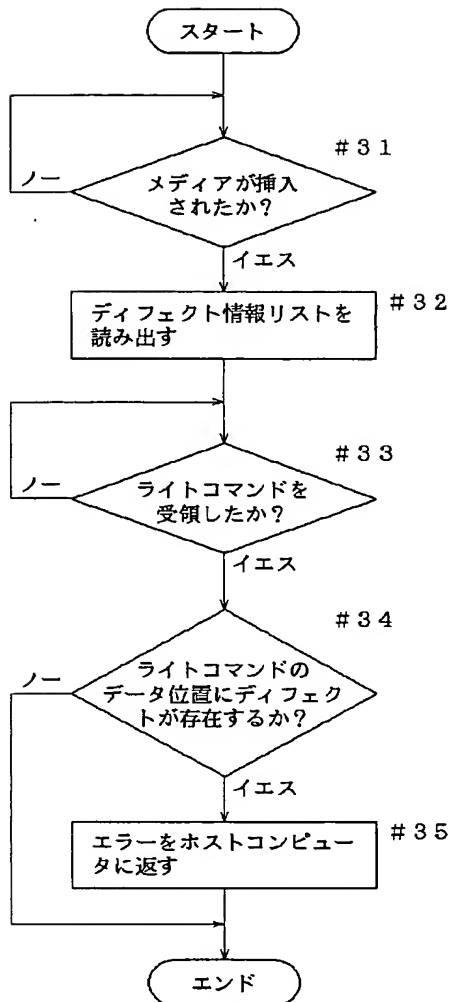 スタート
#31
ノー
メディアが挿入
されたか?
イエス
#32
ディフェクト情報リストを
読み出す
#33
ノー
ライトコマンドを
受領したか?
イエス
#34
ノー
ライトコマンドの
データ位置にディフェク
トが存在するか?
イエス
#35
エラーをホストコンピュー
タに返す
エンド